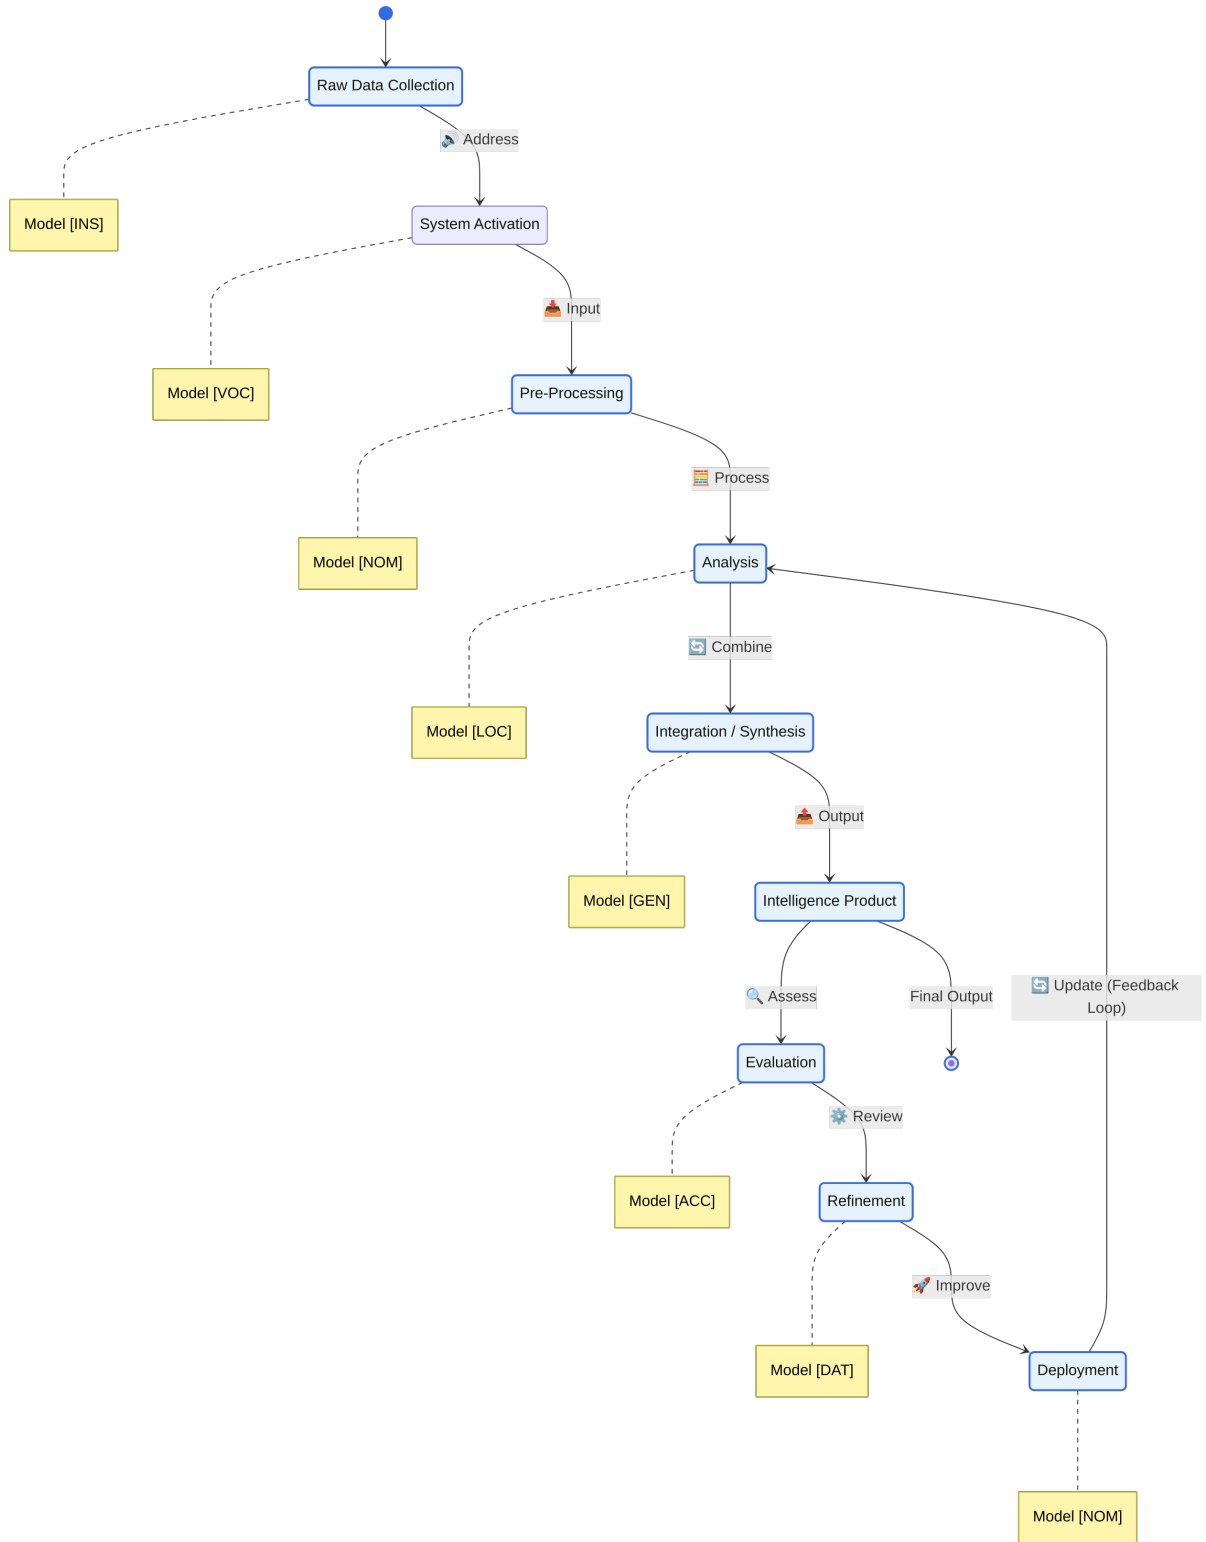 Raw Data Collection
🔊 Address
Model [INS]
System Activation
📥 Input
Model [VOC]
Pre-Processing
🧮 Process
Model [NOM]
Analysis
🔄 Combine
Model [LOC]
Integration / Synthesis
📤 Output
Model [GEN]
Intelligence Product
🔍 Assess
Final Output
🔄 Update (Feedback
Loop)
Evaluation
⚙️ Review
Model [ACC]
Refinement
🚀 Improve
Model [DAT]
Deployment
Model [NOM]